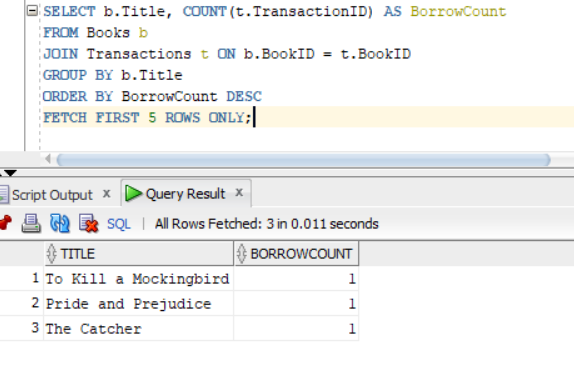 SELECT b.Title, COUNT(t.TransactionID) AS BorrowCount
FROM Books b
JOIN Transactions t ON b.BookID = t.BookID
GROUP BY b.Title
ORDER BY BorrowCount DESC
FETCH FIRST 5 ROWS ONLY;
Script Output x Query Result x
SQL | All Rows Fetched: 3 in 0.011 seconds
TITLE BORROWCOUNT
1 To Kill a Mockingbird 1
2 Pride and Prejudice 1
3 The Catcher 1